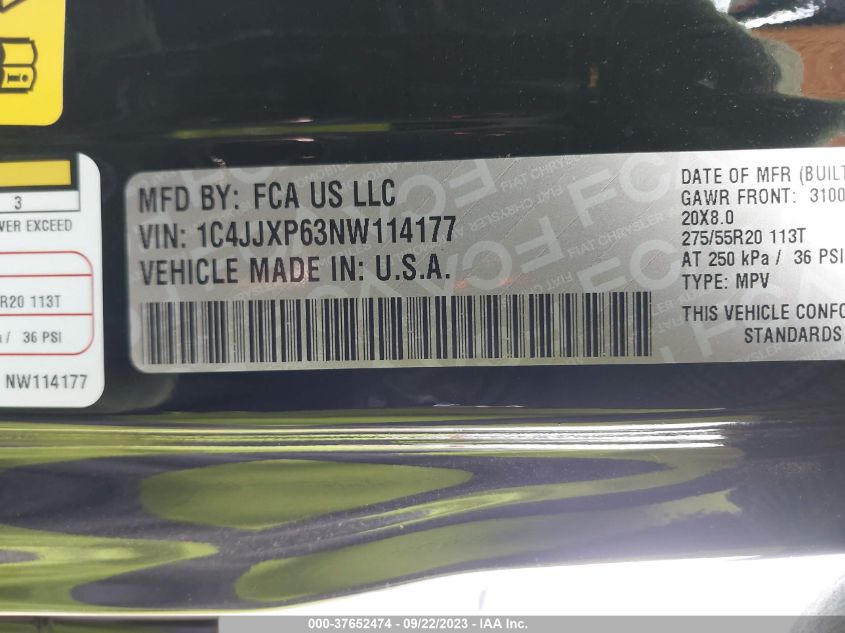 3
WER EXCEED
R20 113T
/ 36 PSI
NW114177
MFD BY: FCA US LLC
VIN: 1C4JJXP63NW114177
VEHICLE MADE IN: U.S.A.
DATE OF MFR (BUILT
GAWR FRONT: 3100
20X8.0
275/55R20 113T
AT 250 kPa / 36 PSI
TYPE: MPV
THIS VEHICLE CONFO
STANDARDS
000-37652474 - 09/22/2023 - © IAA Inc.